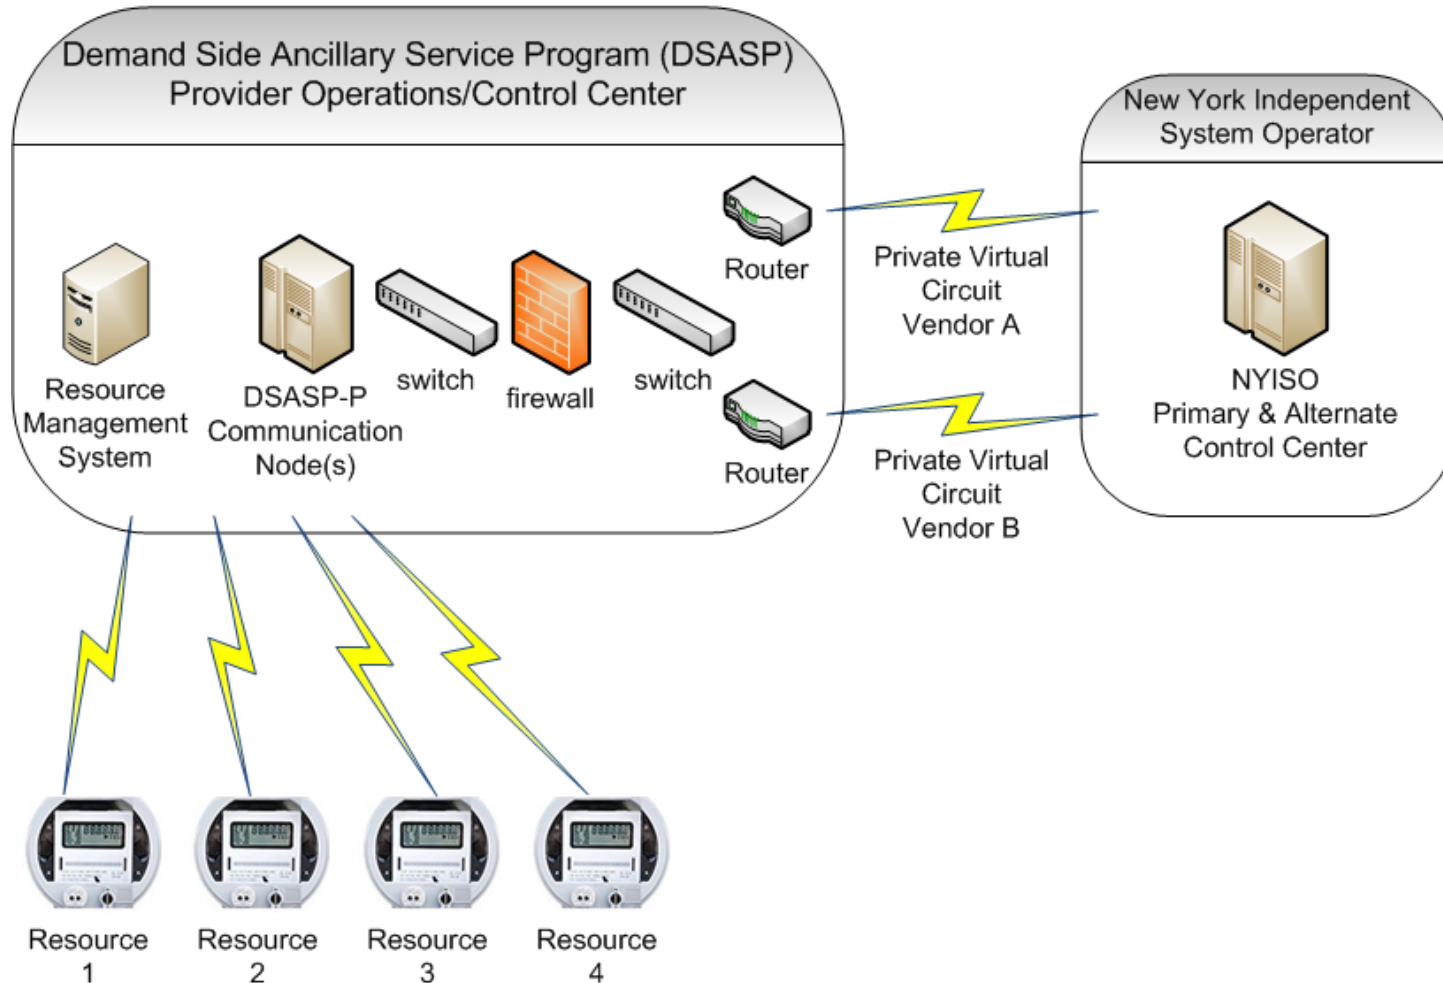 Demand Side Ancillary Service Program (DSASP)
Provider Operations/Control Center
New York Independent
System Operator
Router
Private Virtual
Circuit
Vendor A
Resource
Management
System
DSASP-P
Communication
Node(s)
switch
firewall
switch
Router
Private Virtual
Circuit
Vendor B
NYISO
Primary & Alternate
Control Center
Resource
1
Resource
2
Resource
3
Resource
4